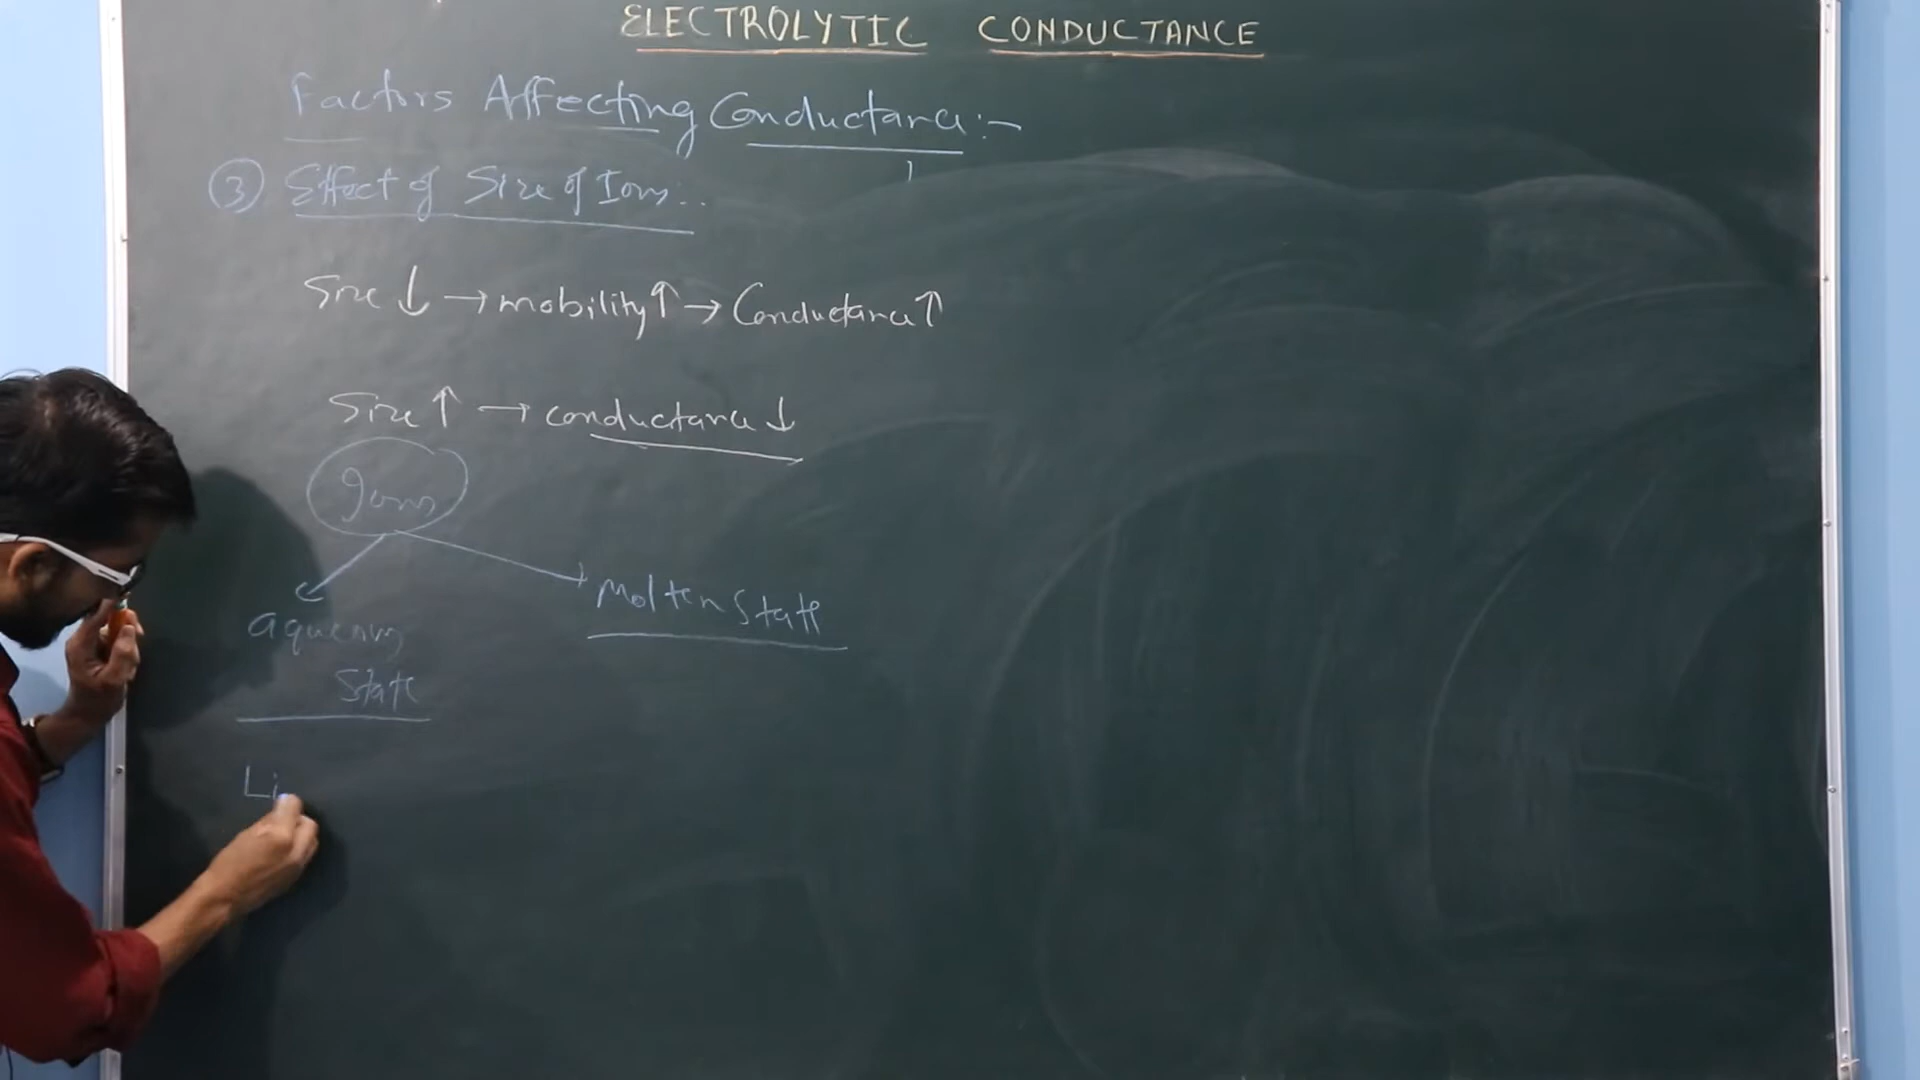 ELECTROLYTIC CONDUCTANCE
Factors Affecting Conductance:-
③ Effect of Size of Ions:.
Size ↓ → mobility ↑ → Conductance ↑
Size ↑ → conductance ↓
Ions
Molten State
aqueous
State
Li